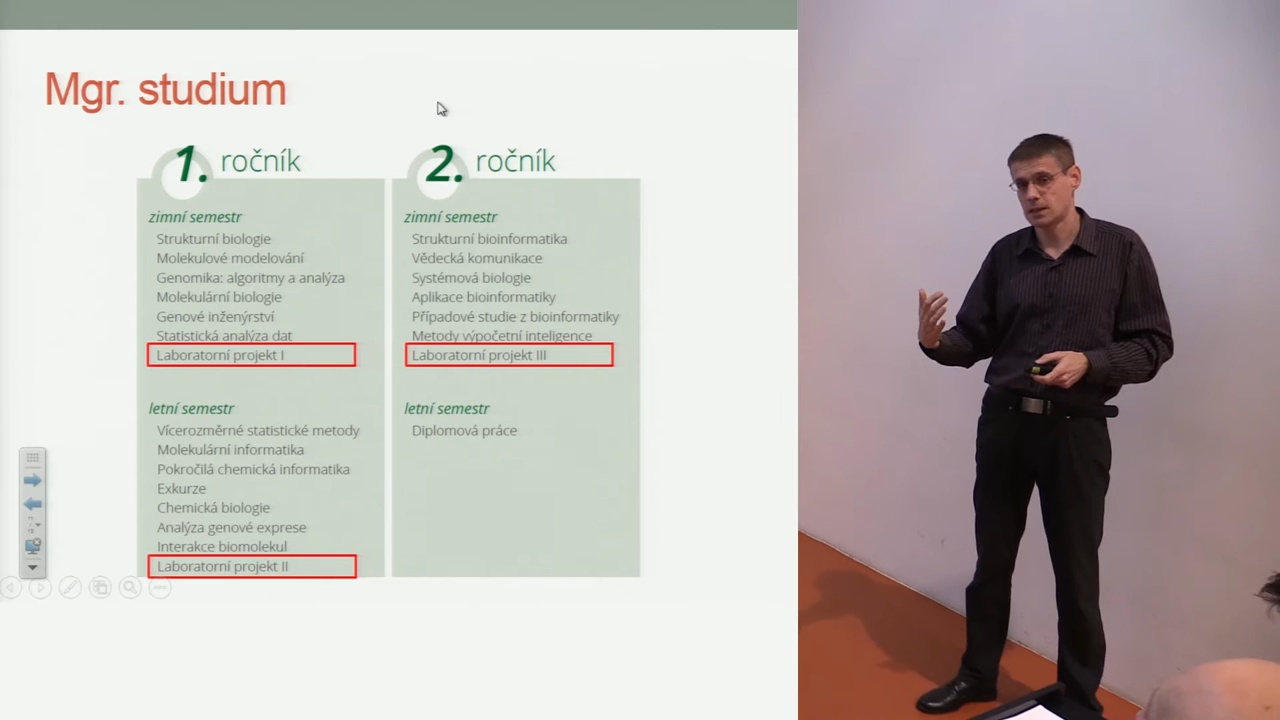 Mgr. studium
1. ročník
zimní semestr
Strukturní biologie
Molekulové modelování
Genomika: algoritmy a analýza
Molekulární biologie
Genové inženýrství
Statistická analýza dat
Laboratorní projekt I
letní semestr
Vícerozměrné statistické metody
Molekulární informatika
Pokročilá chemická informatika
Exkurze
Chemická biologie
Analýza genové exprese
Interakce biomolekul
Laboratorní projekt II
2. ročník
zimní semestr
Strukturní bioinformatika
Vědecká komunikace
Systémová biologie
Aplikace bioinformatiky
Případové studie z bioinformatiky
Metody výpočetní inteligence
Laboratorní projekt III
letní semestr
Diplomová práce